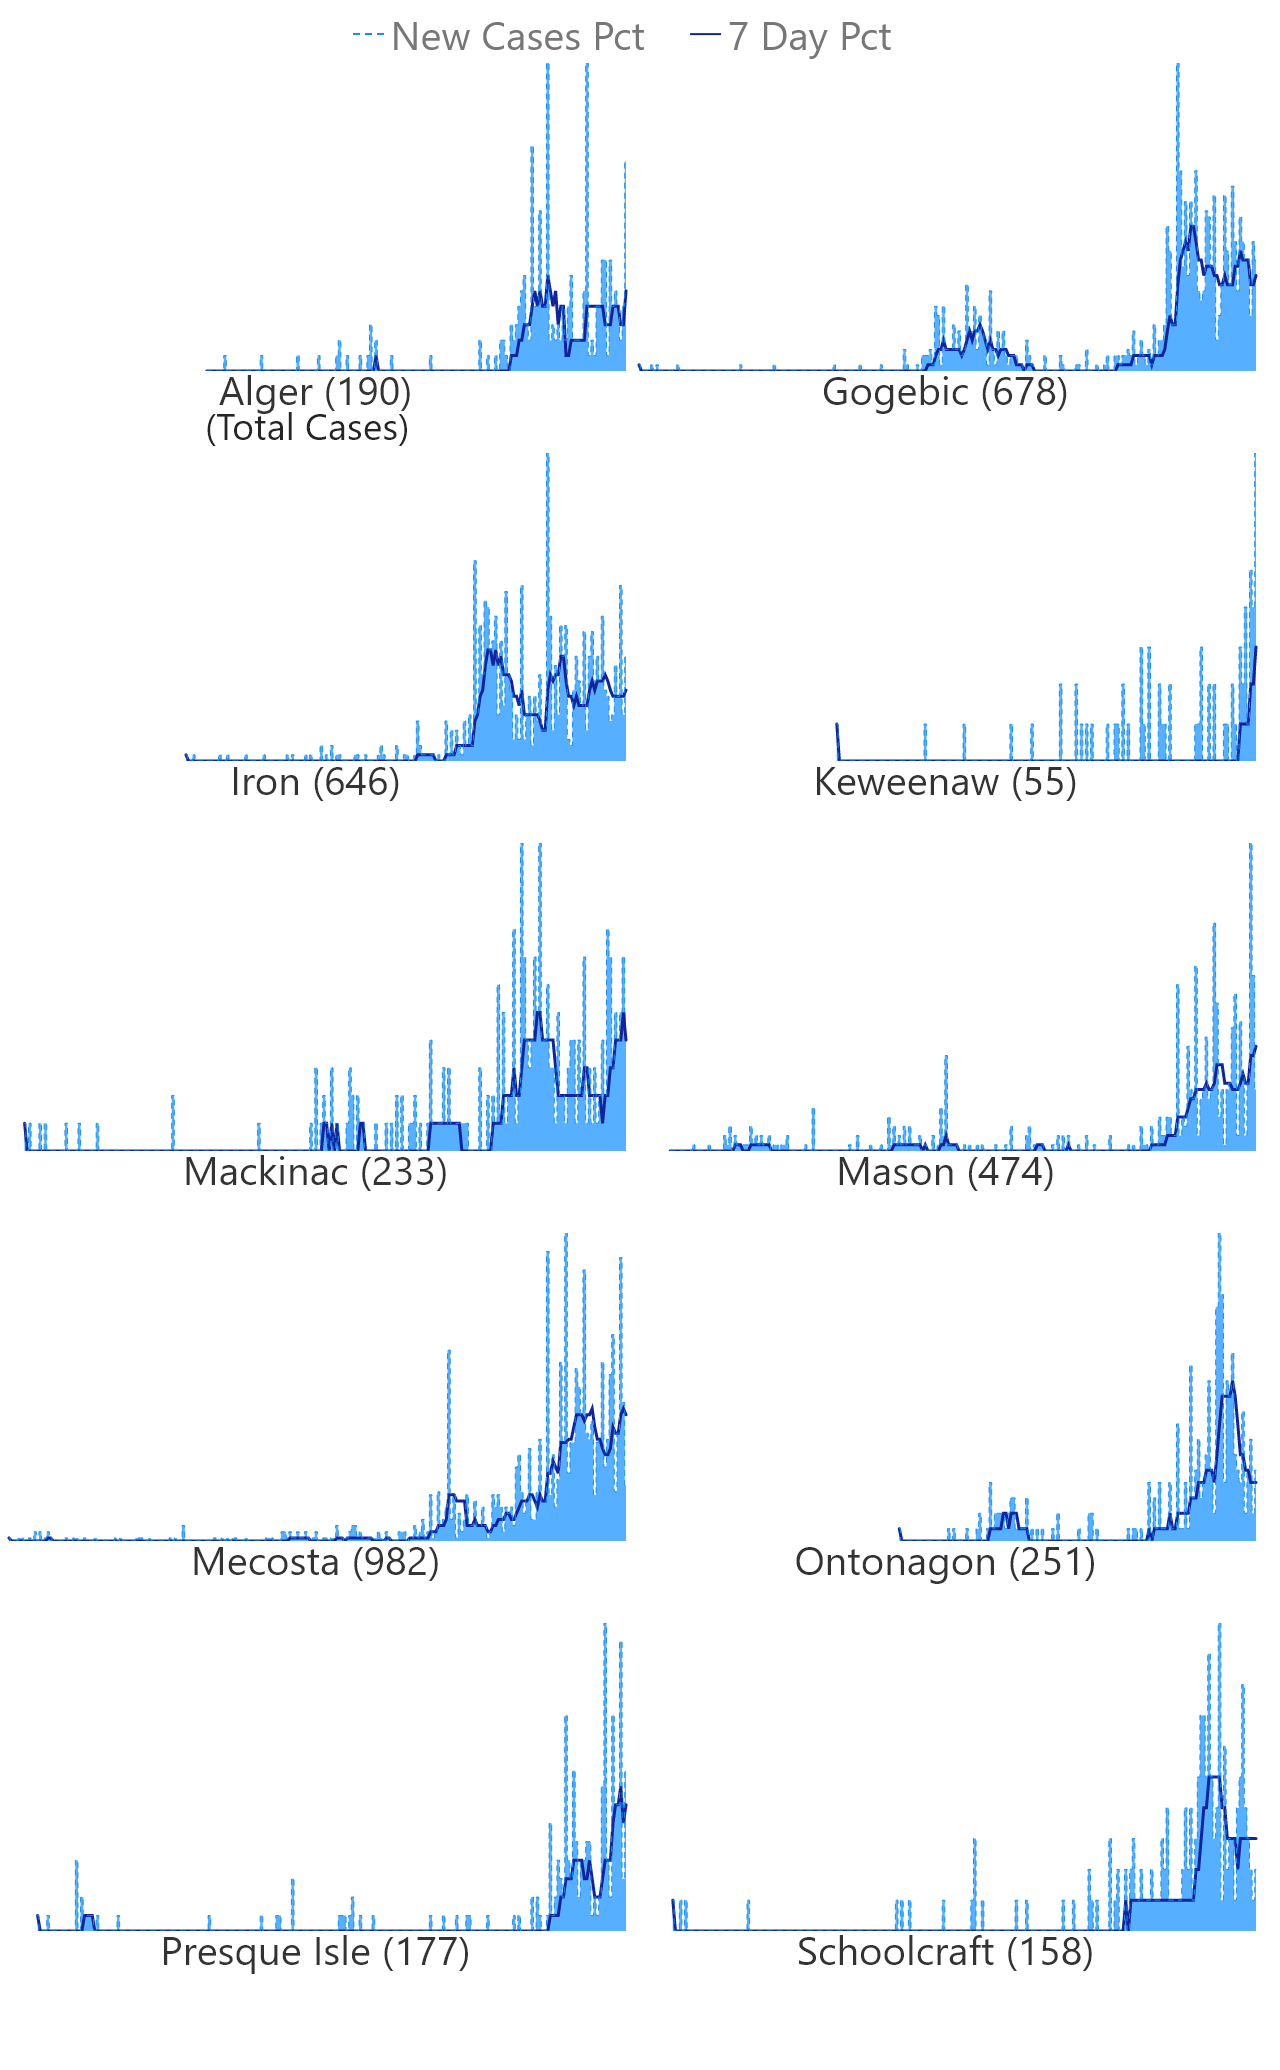 New Cases Pct 7 Day Pct
Alger (190) Gogebic (678)
(Total Cases)
Iron (646) Keweenaw (55)
Mackinac (233) Mason (474)
Mecosta (982) Ontonagon (251)
Presque Isle (177) Schoolcraft (158)